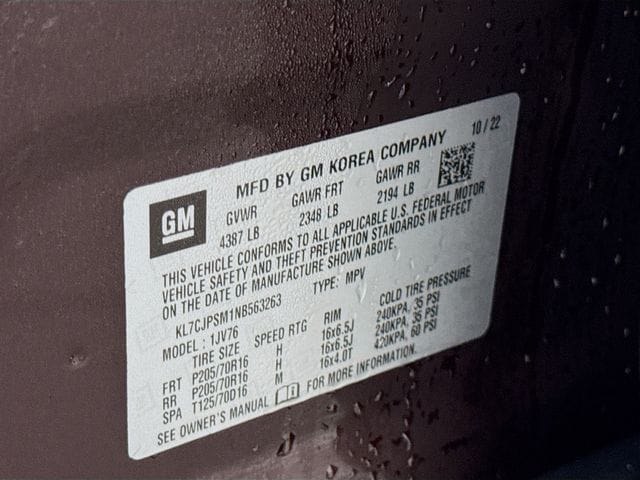 MFD BY GM KOREA COMPANY 10 / 22
GM
GVWR GAWR FRT GAWR RR
4387 LB 2348 LB 2194 LB
THIS VEHICLE CONFORMS TO ALL APPLICABLE U.S. FEDERAL MOTOR
VEHICLE SAFETY AND THEFT PREVENTION STANDARDS IN EFFECT
ON THE DATE OF MANUFACTURE SHOWN ABOVE.
KL7CJPSM1NB563263 TYPE: MPV
MODEL : 1JV76
TIRE SIZE SPEED RTG RIM COLD TIRE PRESSURE
FRT P205/70R16 H 16x6.5J 240KPA, 35 PSI
RR P205/70R16 H 16x6.5J 240KPA, 35 PSI
SPA T125/70D16 M 16x4.0T 420KPA, 60 PSI
SEE OWNER'S MANUAL FOR MORE INFORMATION.